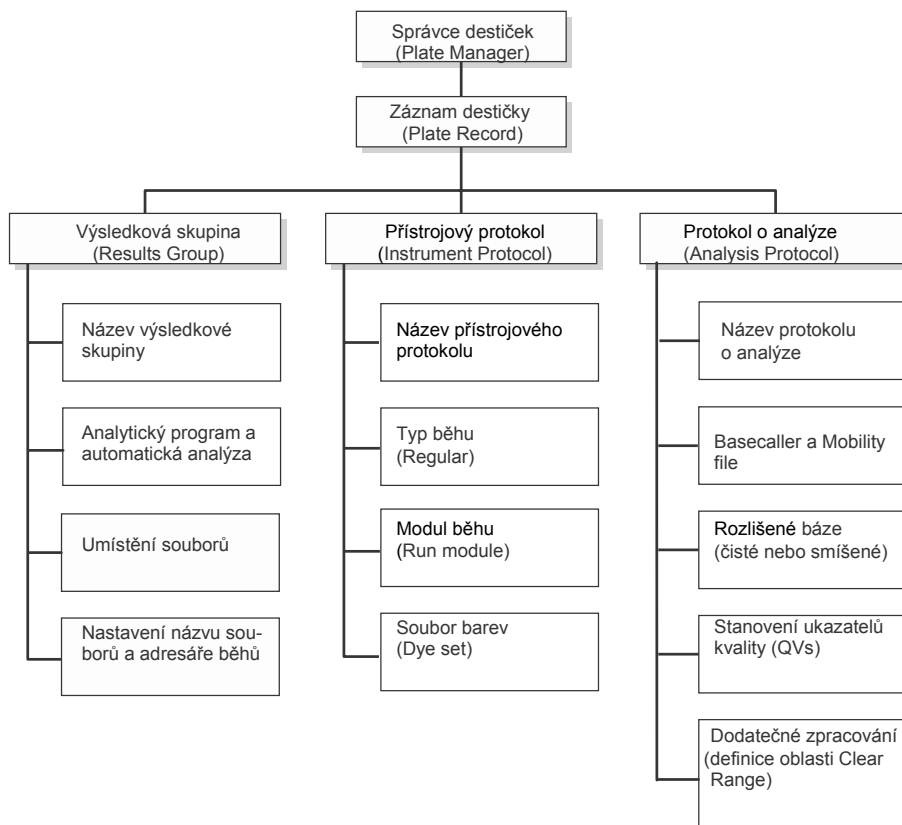 Správce destiček
(Plate Manager)
Záznam destičky
(Plate Record)
Výsledková skupina
(Results Group)
Název výsledkové
skupiny
Analytický program a
automatická analýza
Umístění souborů
Nastavení názvu sou-
borů a adresáře běhů
Přístrojový protokol
(Instrument Protocol)
Název přístrojového
protokolu
Typ běhu
(Regular)
Modul běhu
(Run module)
Soubor barev
(Dye set)
Protokol o analýze
(Analysis Protocol)
Název protokolu
o analýze
Basecaller a Mobility
file
Rozlišené báze
(čisté nebo smíšené)
Stanovení ukazatelů
kvality (QVs)
Dodatečné zpracování
(definice oblasti Clear
Range)